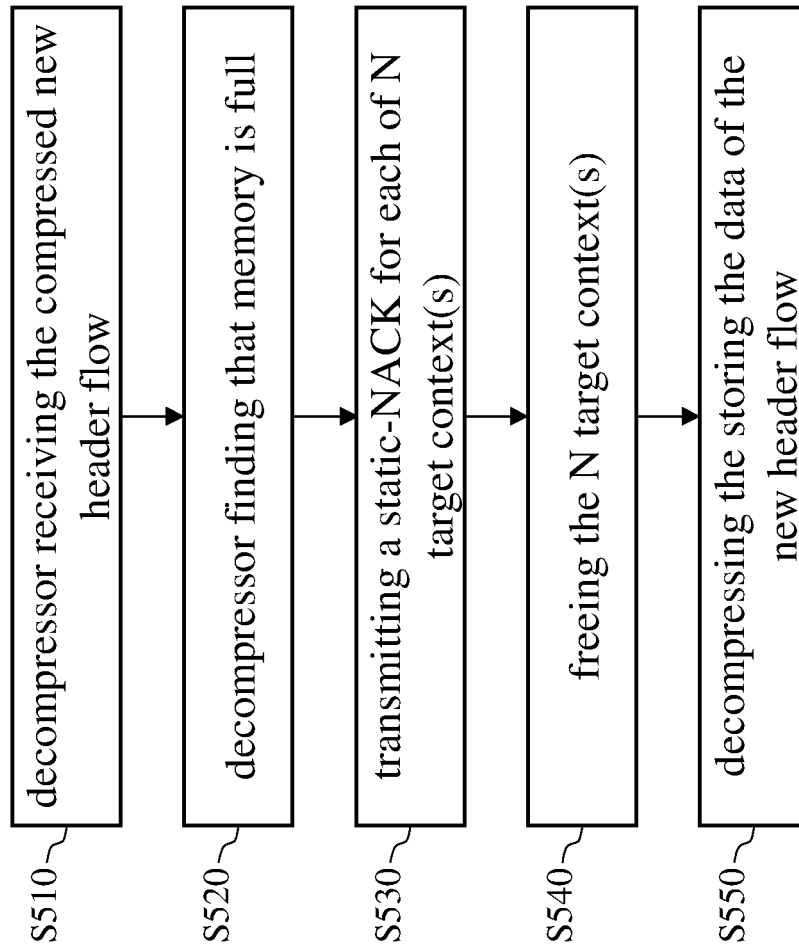 S510
decompressor receiving the compressed new
header flow
S520
decompressor finding that memory is full
S530
transmitting a static-NACK for each of N
target context(s)
S540
freeing the N target context(s)
S550
decompressing the storing the data of the
new header flow